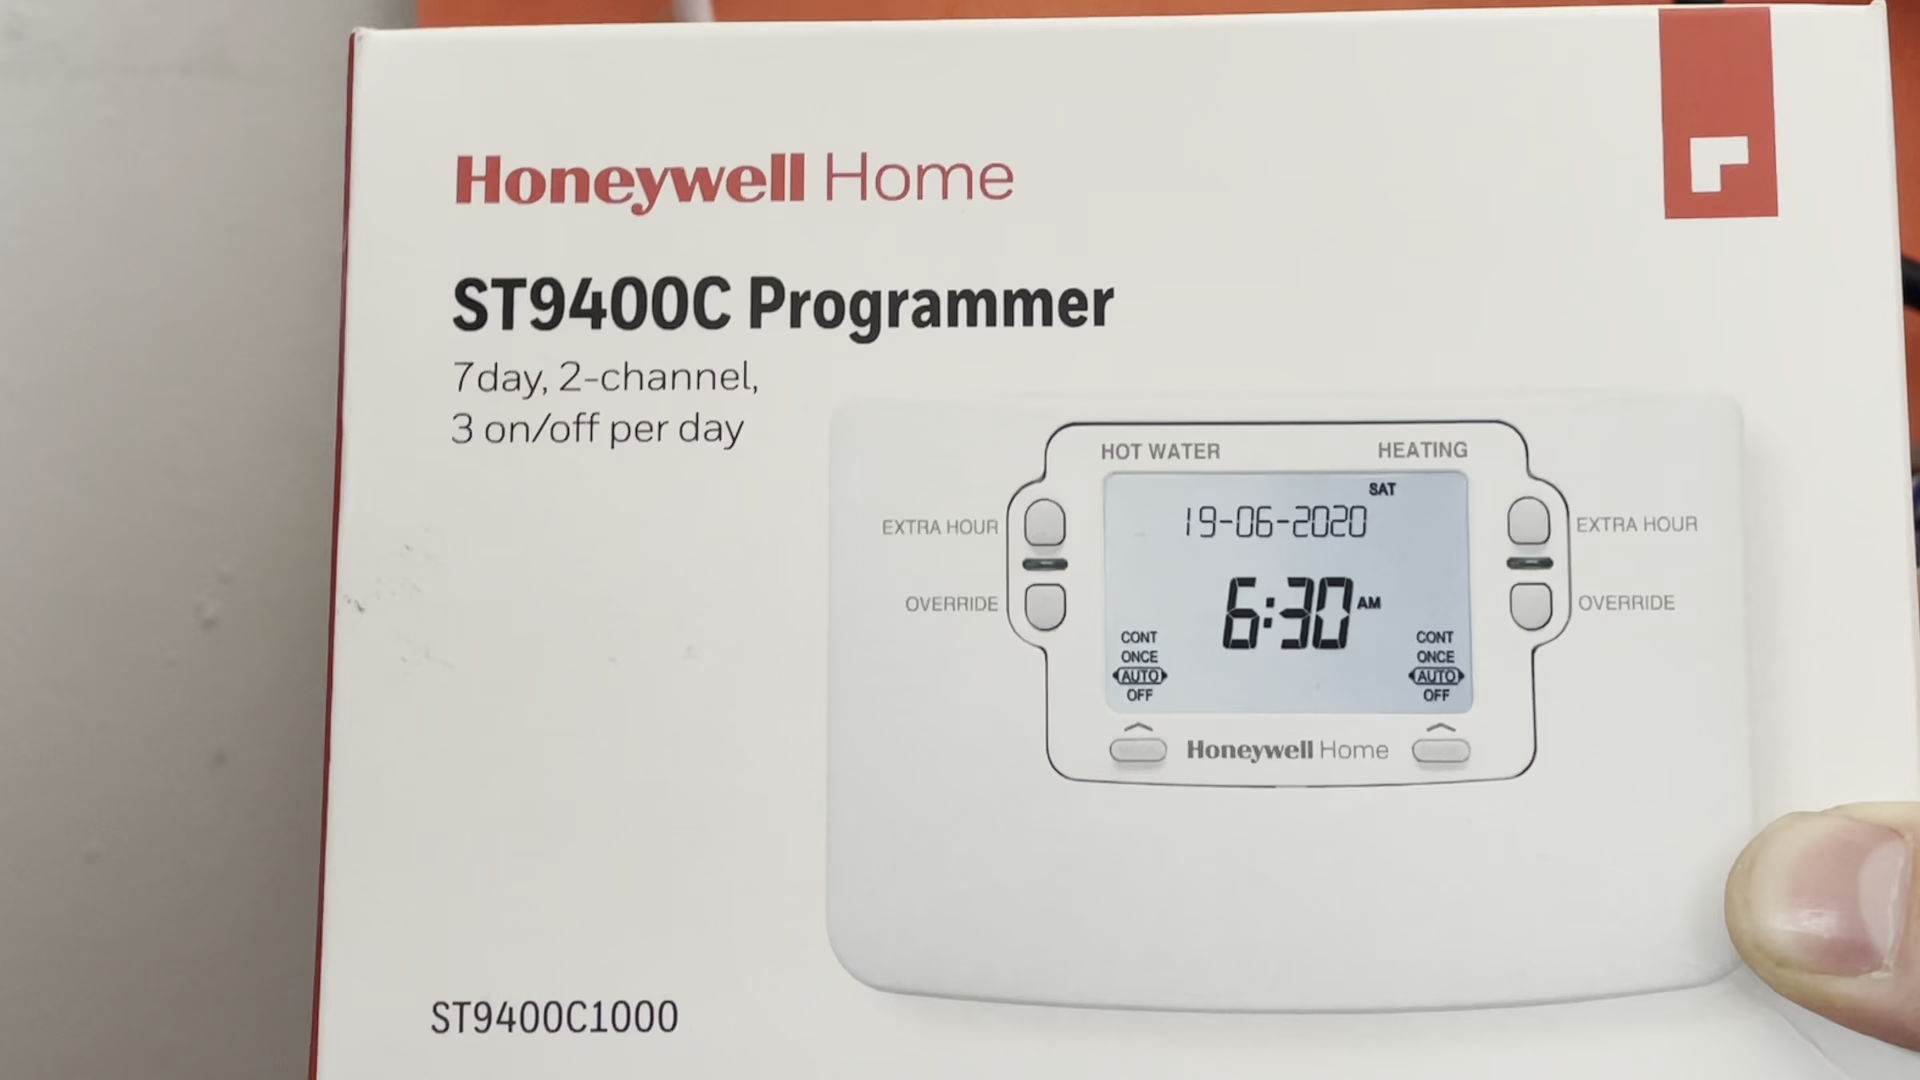 Honeywell Home
ST9400C Programmer
7day, 2-channel,
3 on/off per day
HOT WATER HEATING
SAT
19-06-2020
EXTRA HOUR EXTRA HOUR
6:30 AM
OVERRIDE OVERRIDE
CONT CONT
ONCE ONCE
AUTO AUTO
OFF OFF
Honeywell Home
ST9400C1000